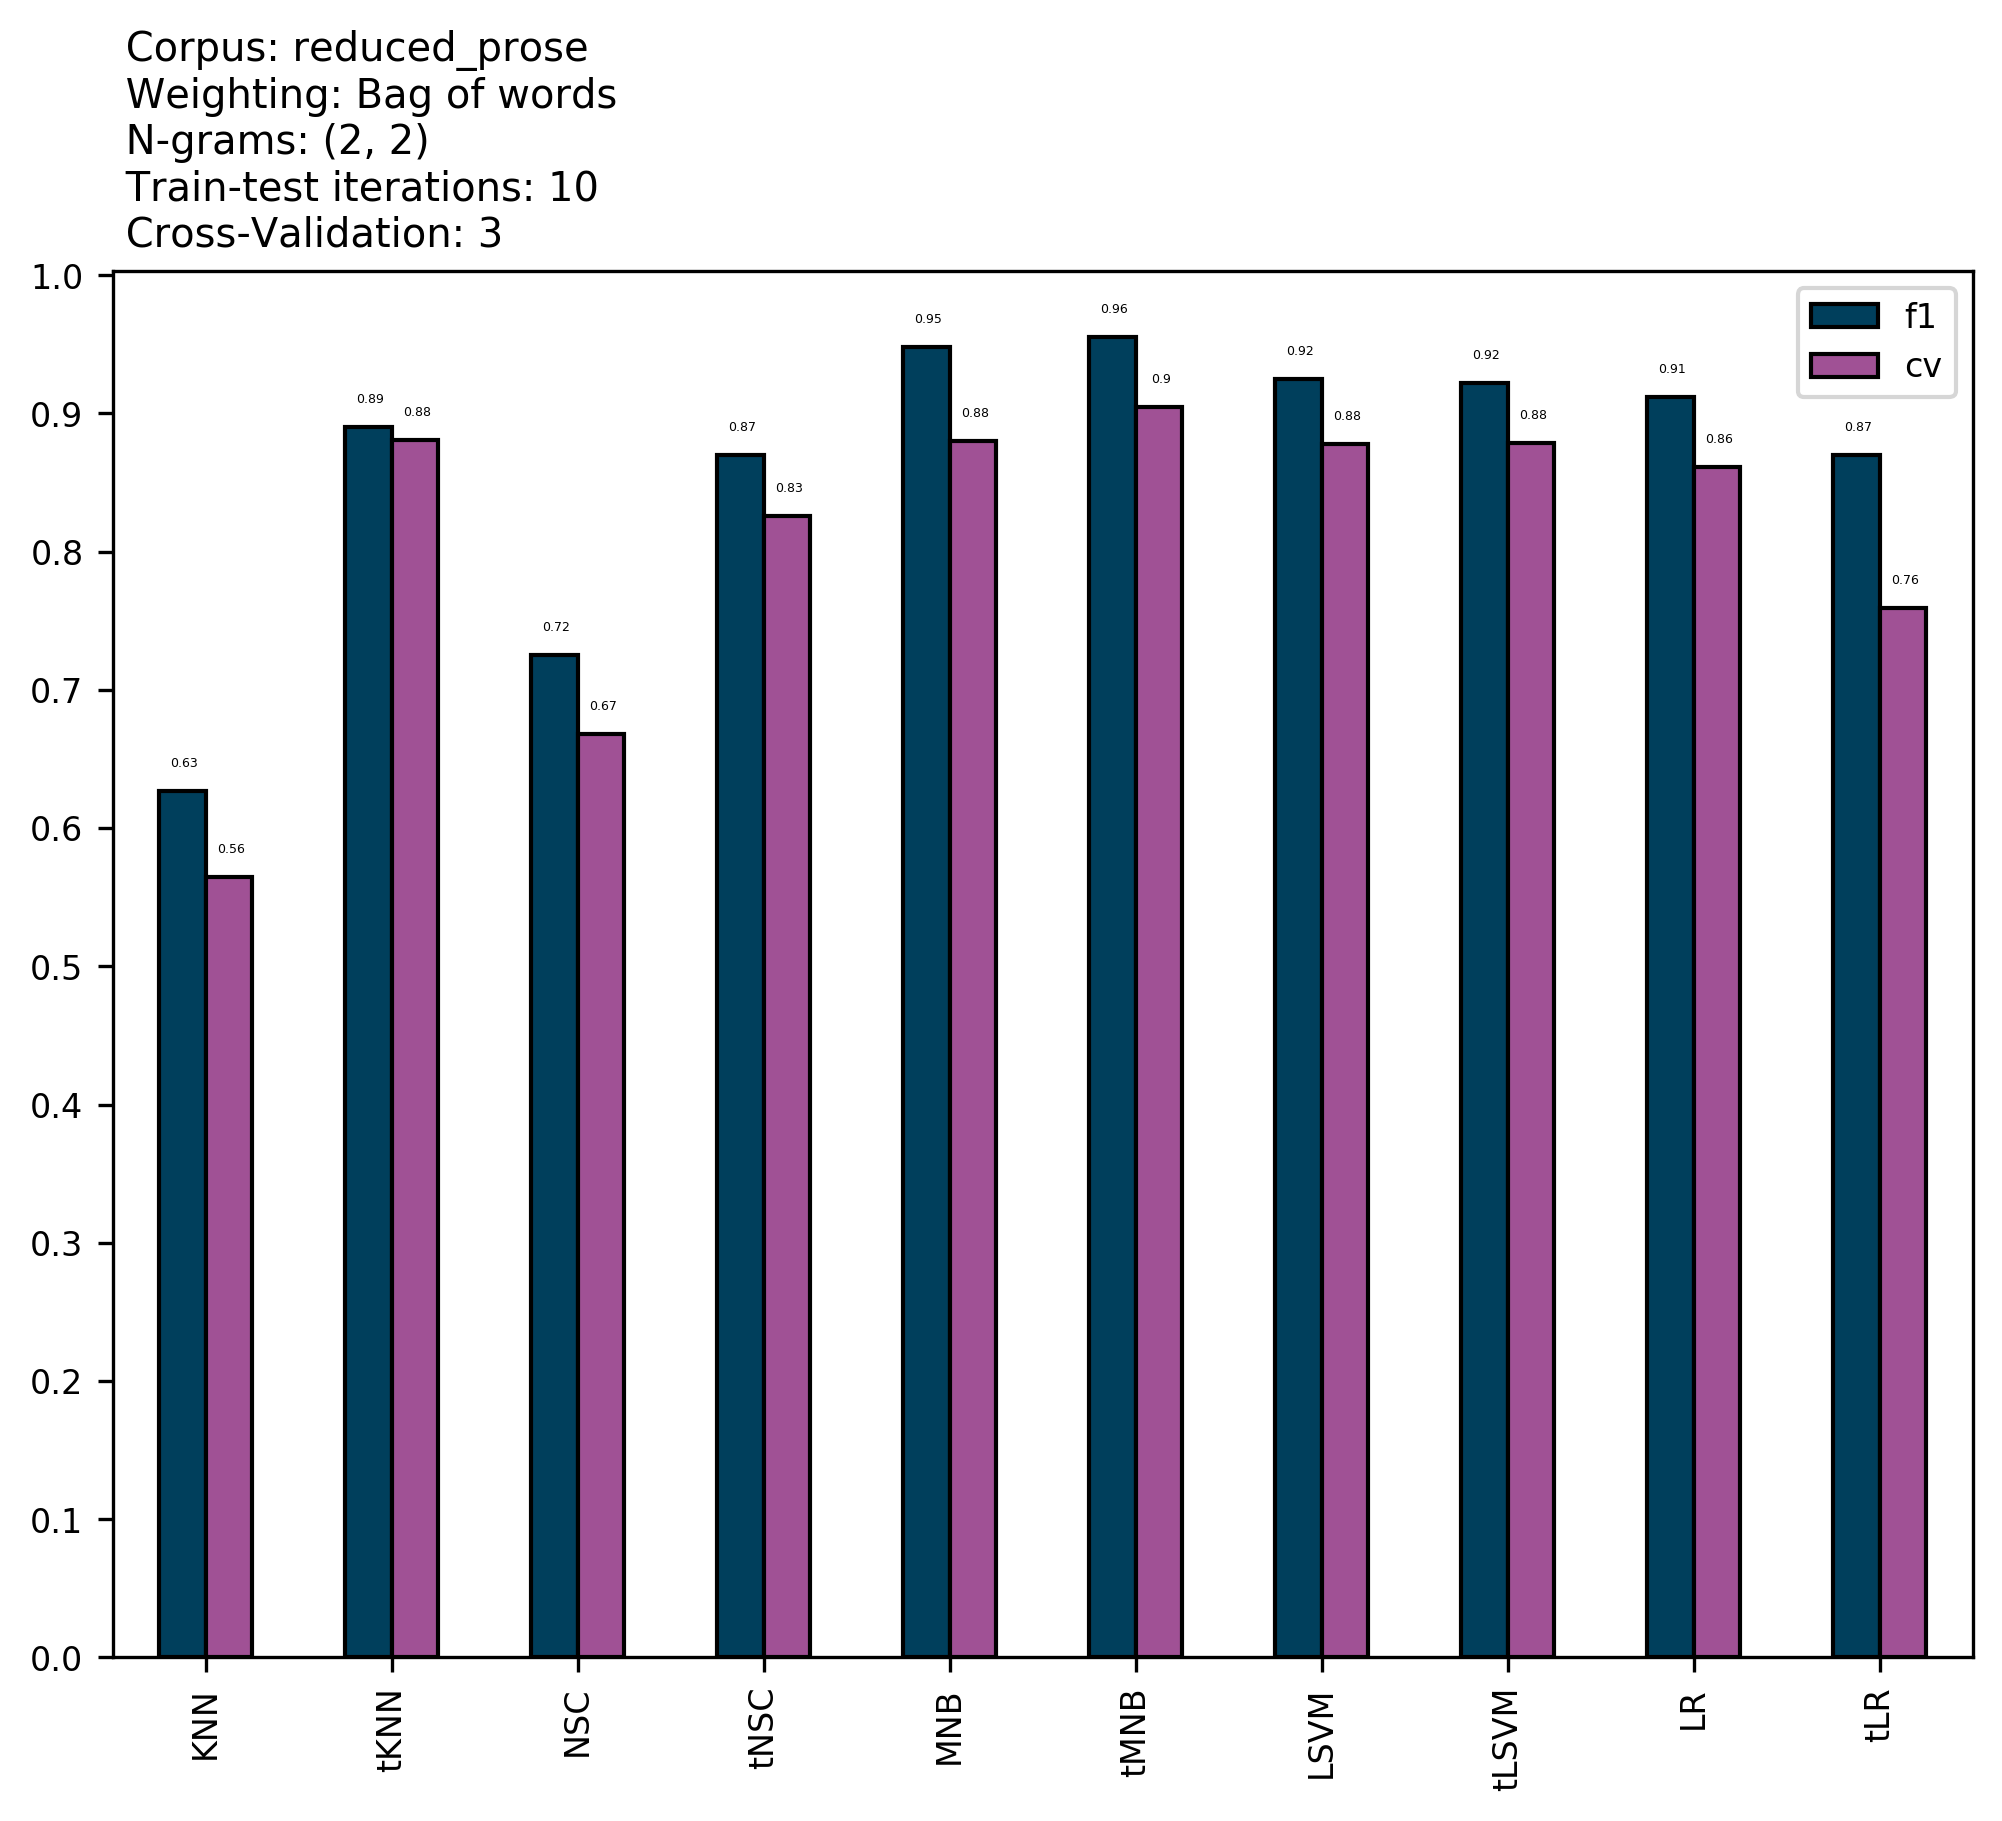 Corpus: reduced_prose
Weighting: Bag of words
N-grams: (2, 2)
Train-test iterations: 10
Cross-Validation: 3
1.0
0.9
0.8
0.7
0.6
0.5
0.4
0.3
0.2
0.1
0.0
f1
cv
0.63
0.56
0.89
0.88
0.72
0.67
0.87
0.83
0.95
0.88
0.96
0.9
0.92
0.88
0.92
0.88
0.91
0.86
0.87
0.76
KNN
tKNN
NSC
tNSC
MNB
tMNB
LSVM
tLSVM
LR
tLR